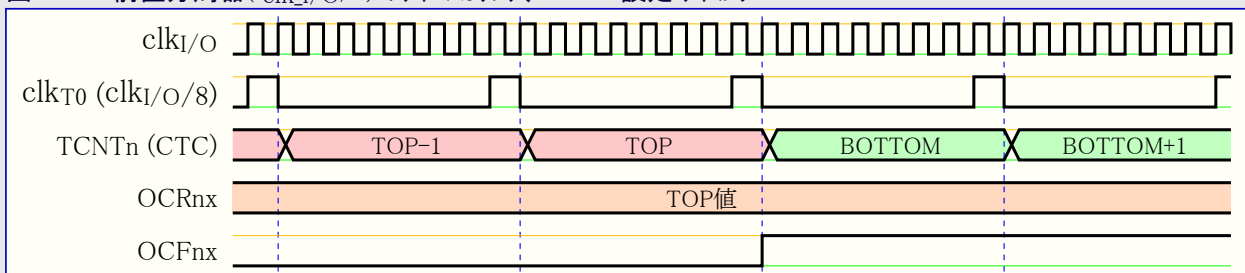 clkI/O
clkT0 (clkI/O/8)
TCNTn (CTC) TOP-1 TOP BOTTOM BOTTOM+1
OCRnx TOP値
OCFnx